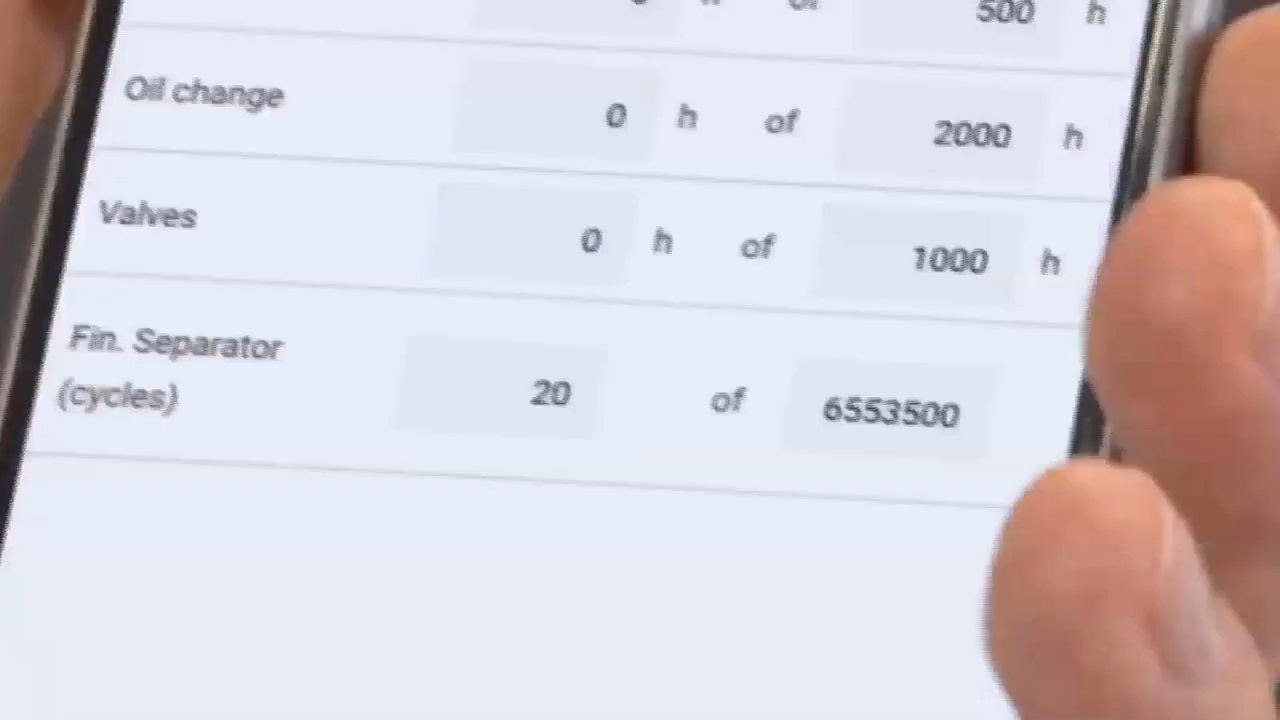 500 h
Oil change 0 h of 2000 h
Valves 0 h of 1000 h
Fin. Separator
(cycles) 20 of 6553500